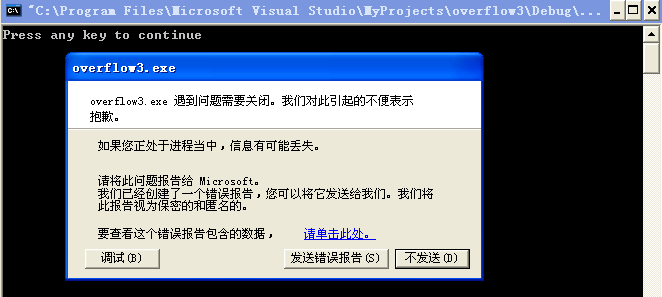 "C:\Program Files\Microsoft Visual Studio\MyProjects\overflow3\Debug\...
Press any key to continue
overflow3.exe
overflow3.exe 遇到问题需要关闭。我们对此引起的不便表示
抱歉。
如果您正处于进程当中，信息有可能丢失。
请将此问题报告给 Microsoft。
我们已经创建了一个错误报告，您可以将它发送给我们。我们将
此报告视为保密的和匿名的。
要查看这个错误报告包含的数据， 请单击此处。
调试(B) 发送错误报告(S) 不发送(D)